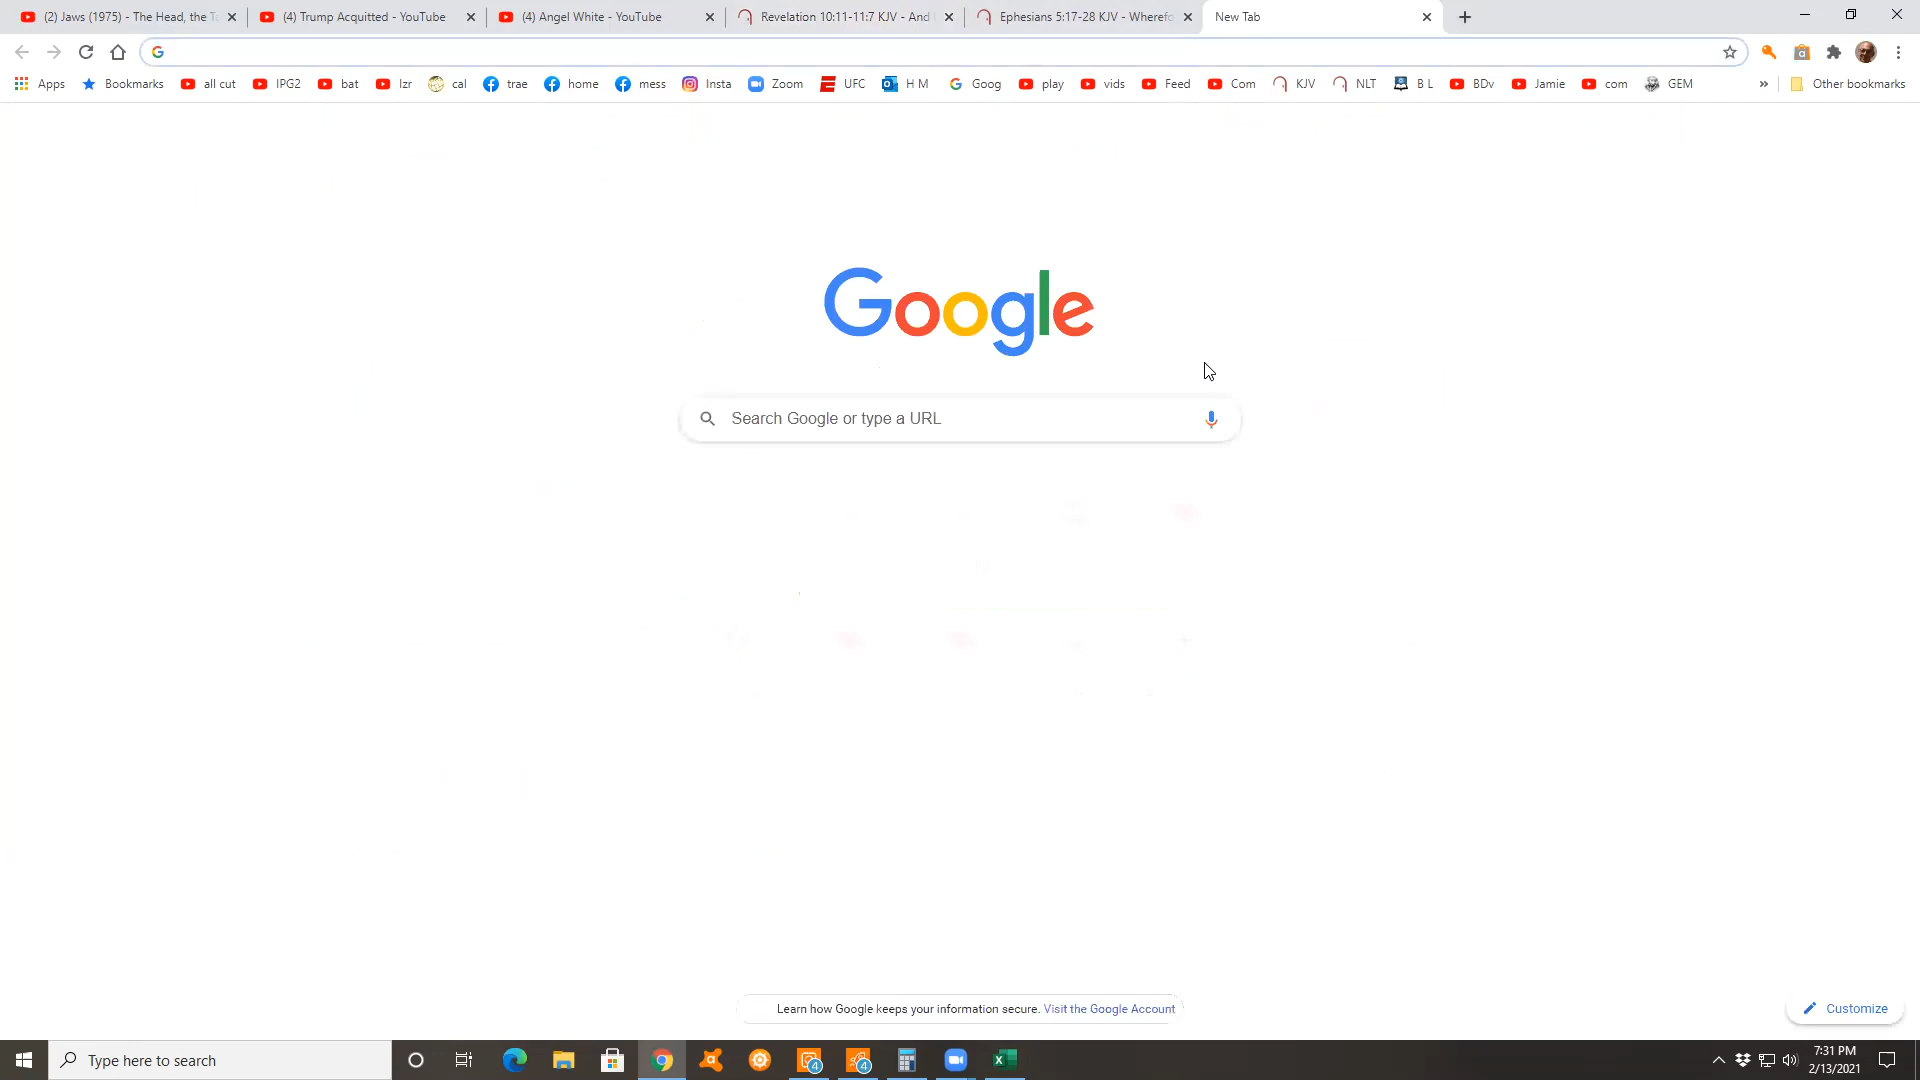 (2) Jaws (1975) - The Head, the Ta
(4) Trump Acquitted - YouTube
(4) Angel White - YouTube
Revelation 10:11-11:7 KJV - And
Ephesians 5:17-28 KJV - Wherefo
New Tab
Apps
Bookmarks
all cut
IPG2
bat
lzr
cal
trae
home
mess
Insta
Zoom
UFC
H M
Goog
play
vids
Feed
Com
KJV
NLT
B L
BDv
Jamie
com
GEM
»
Other bookmarks
Google
Search Google or type a URL
Learn how Google keeps your information secure. Visit the Google Account
Customize
Type here to search
4
4
7:31 PM
2/13/2021